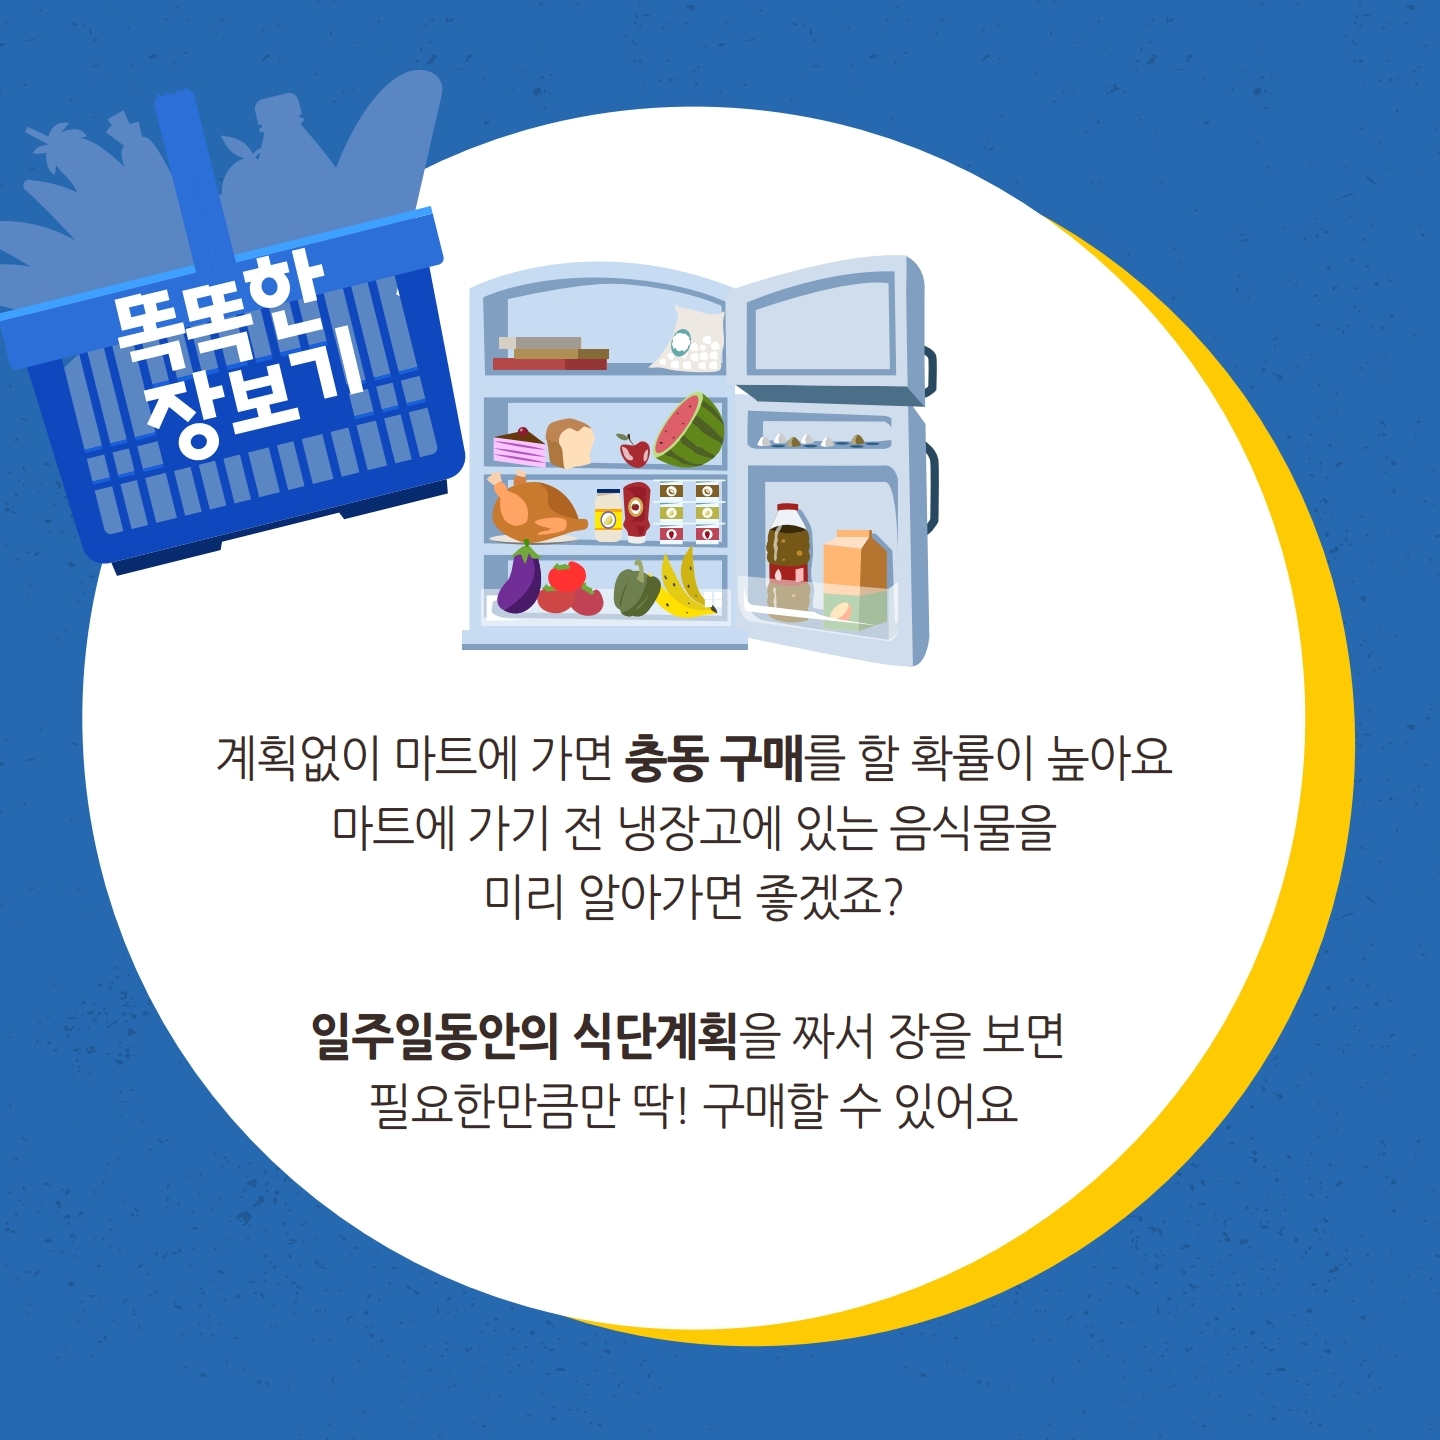 똑똑한
장보기
계획없이 마트에 가면 충동 구매를 할 확률이 높아요
마트에 가기 전 냉장고에 있는 음식물을
미리 알아가면 좋겠죠?
일주일동안의 식단계획을 짜서 장을 보면
필요한만큼만 딱! 구매할 수 있어요